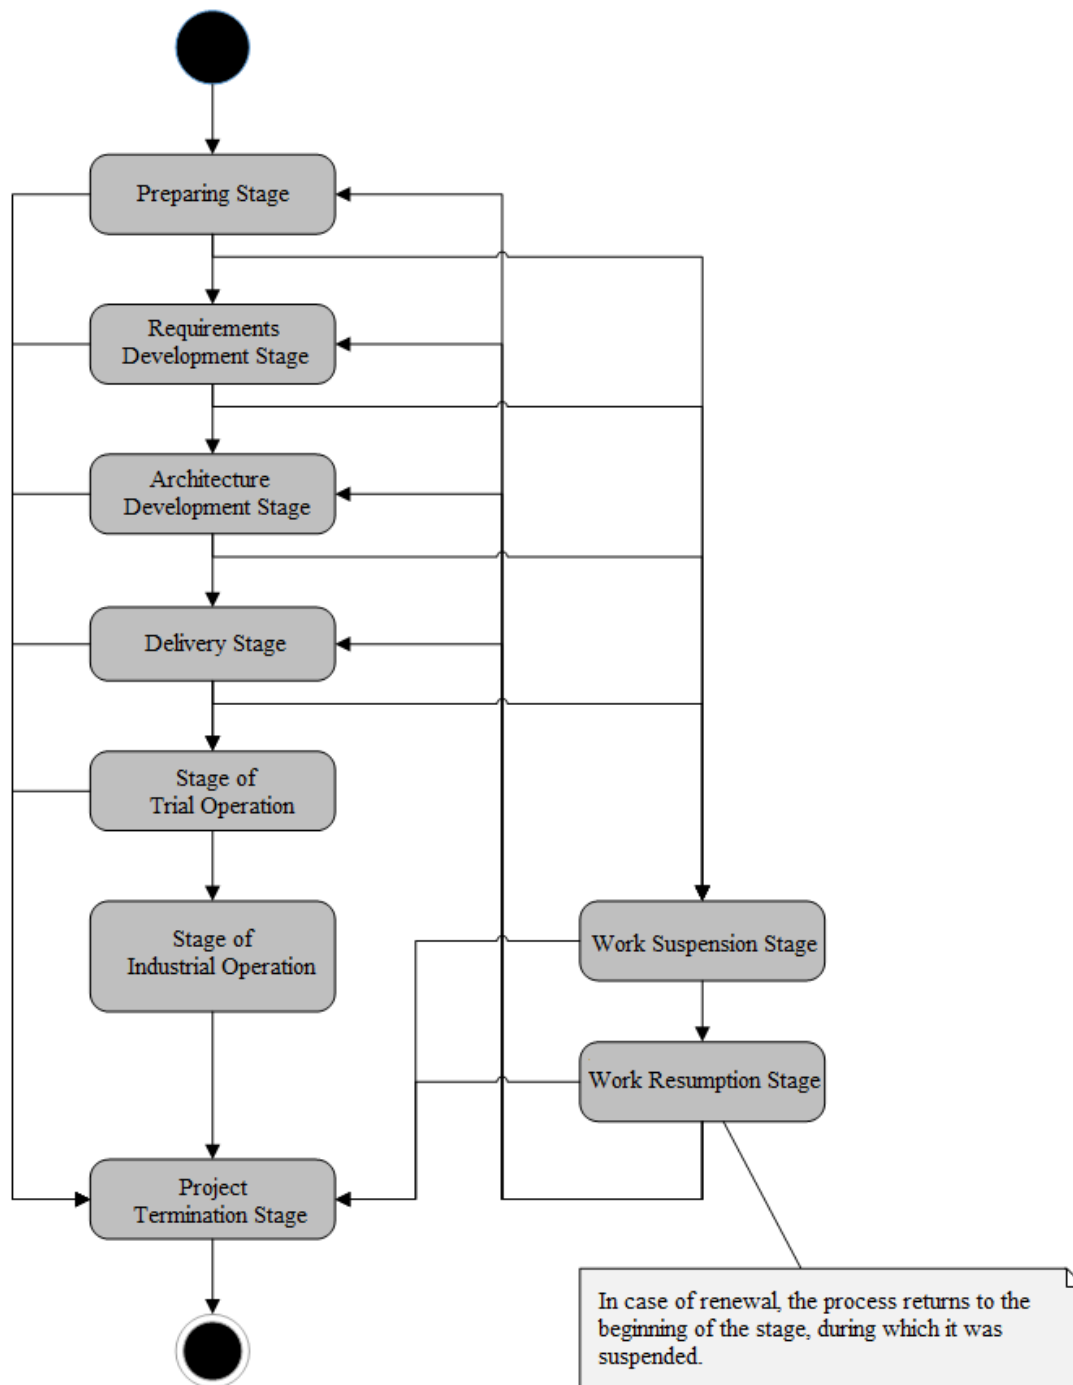 Preparing Stage
Requirements
Development Stage
Architecture
Development Stage
Delivery Stage
Stage of
Trial Operation
Stage of
Industrial Operation
Work Suspension Stage
Work Resumption Stage
Project
Termination Stage
In case of renewal, the process returns to the
beginning of the stage, during which it was
suspended.